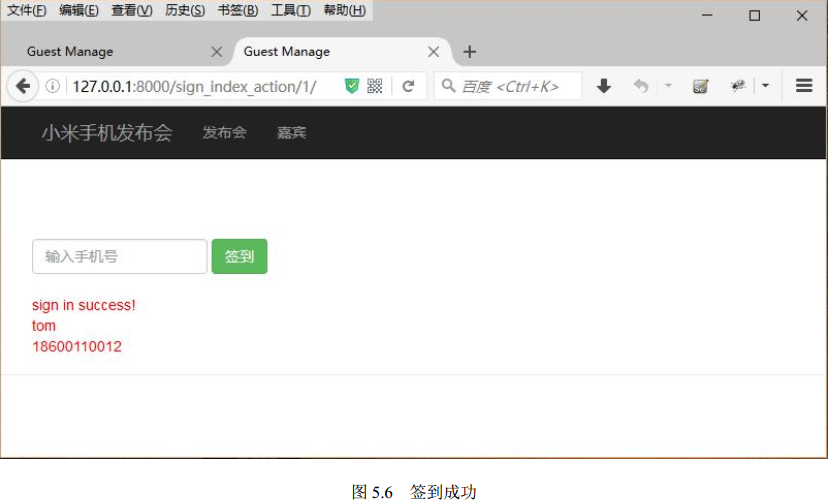 文件(F) 编辑(E) 查看(V) 历史(S) 书签(B) 工具(T) 帮助(H)
Guest Manage Guest Manage
127.0.0.1:8000/sign_index_action/1/ 百度 <Ctrl+K>
小米手机发布会 发布会 嘉宾
输入手机号 签到
sign in success!
tom
18600110012
图 5.6 签到成功